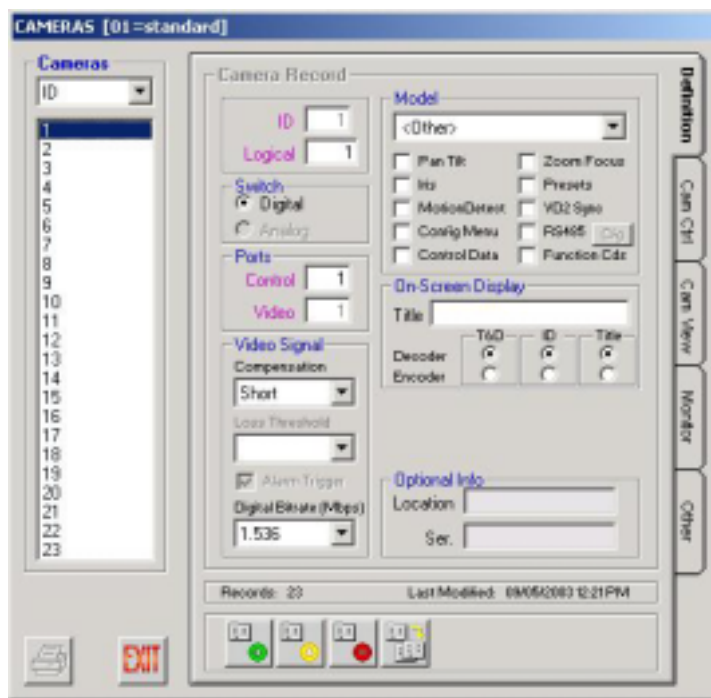 CAMERAS [01=standard]
Cameras
ID
1
2
3
4
5
6
7
8
9
10
11
12
13
14
15
16
17
18
19
20
21
22
23
Camera Record
ID 1
Logical 1
Switch
Digital
Analog
Ports
Control 1
Video 1
Video Signal
Compensation
Short
Loss Threshold
Alarm Trigger
Digital Bitrate (Mbps)
1.536
Model
<Other>
Pan Tilt Zoom Focus
Iris Presets
MotionDetect VD2 Sync
Config Menu RS485
Control Data Function Cds
On-Screen Display
Title
T&D ID Title
Decoder
Encoder
Optional Info
Location
Ser.
Records: 23 Last Modified: 09/05/2003 12:21 PM
Definition
Cam Ctrl
Cam View
Monitor
Other
EXIT